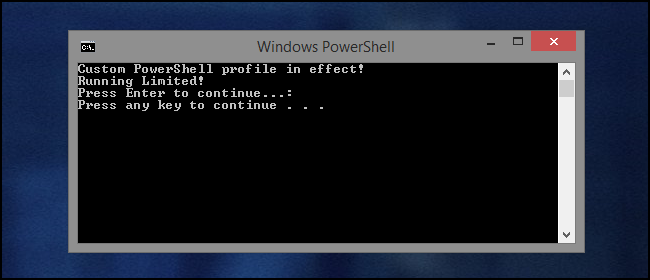 Windows PowerShell
Custom PowerShell profile in effect!
Running Limited!
Press Enter to continue...:
Press any key to continue . . .